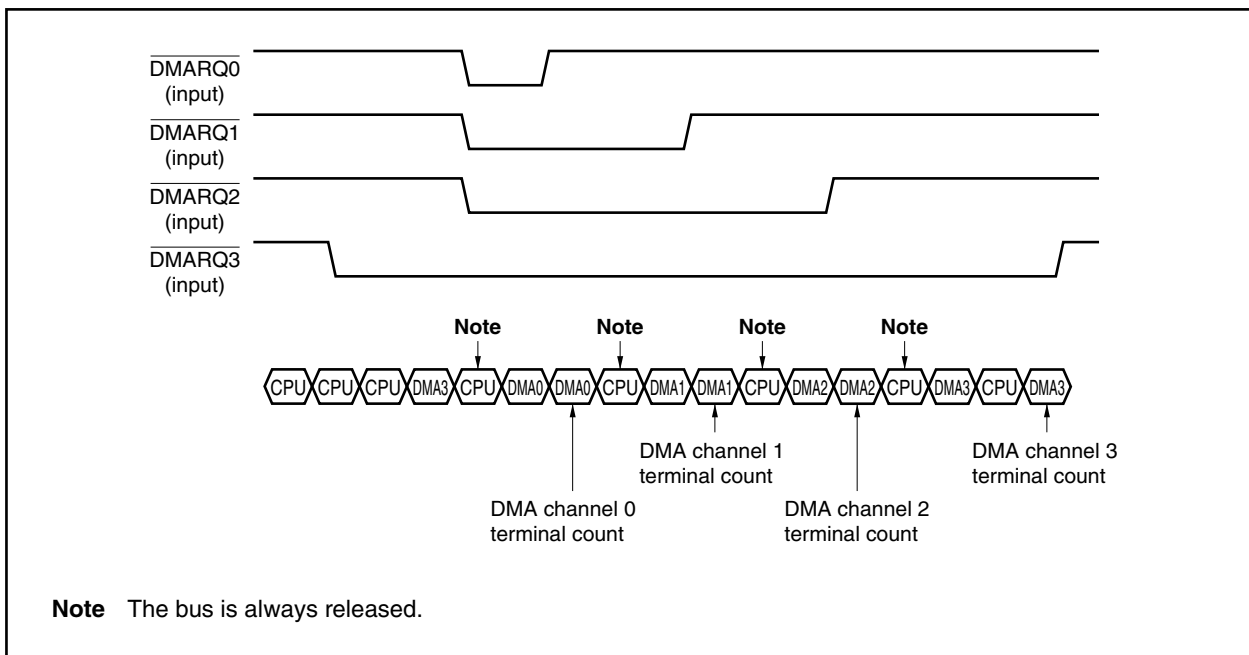 DMARQ0
(input)
DMARQ1
(input)
DMARQ2
(input)
DMARQ3
(input)
Note Note Note Note
CPU CPU CPU DMA3 CPU DMA0 DMA0 CPU DMA1 DMA1 CPU DMA2 DMA2 CPU DMA3 CPU DMA3
DMA channel 1
terminal count
DMA channel 3
terminal count
DMA channel 0
terminal count
DMA channel 2
terminal count
Note The bus is always released.